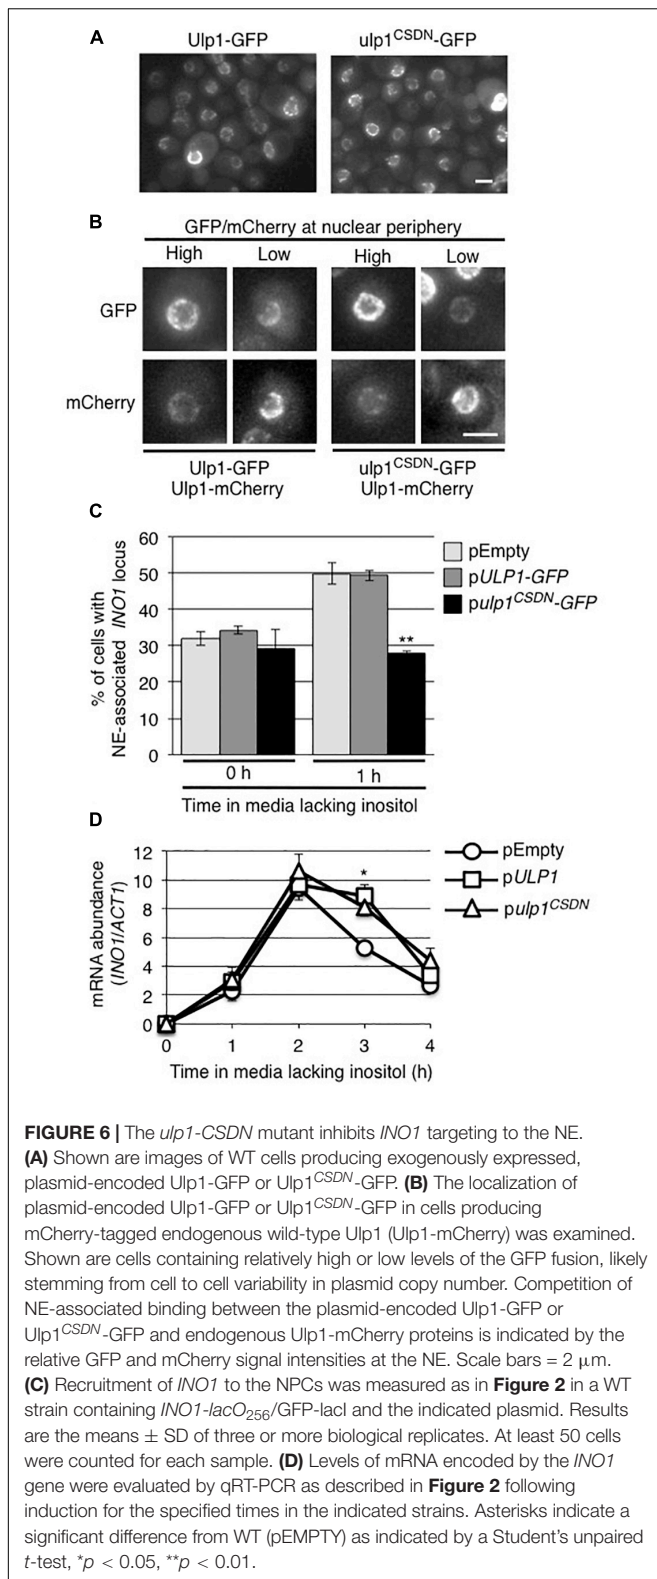 A
Ulp1-GFP
ulp1CSDN-GFP
B
GFP/mCherry at nuclear periphery
High
Low
High
Low
GFP
mCherry
Ulp1-GFP
Ulp1-mCherry
ulp1CSDN-GFP
Ulp1-mCherry
C
% of cells with
NE-associated INO1 locus
60
50
40
30
20
10
0
pEmpty
pULP1-GFP
pulp1CSDN-GFP
**
0 h
1 h
Time in media lacking inositol
D
mRNA abundance
(INO1/ACT1)
12
10
8
6
4
2
0
*
pEmpty
pULP1
pulp1CSDN
0
1
2
3
4
Time in media lacking inositol (h)
FIGURE 6 | The ulp1-CSDN mutant inhibits INO1 targeting to the NE.
(A) Shown are images of WT cells producing exogenously expressed,
plasmid-encoded Ulp1-GFP or Ulp1CSDN-GFP. (B) The localization of
plasmid-encoded Ulp1-GFP or Ulp1CSDN-GFP in cells producing
mCherry-tagged endogenous wild-type Ulp1 (Ulp1-mCherry) was examined.
Shown are cells containing relatively high or low levels of the GFP fusion, likely
stemming from cell to cell variability in plasmid copy number. Competition of
NE-associated binding between the plasmid-encoded Ulp1-GFP or
Ulp1CSDN-GFP and endogenous Ulp1-mCherry proteins is indicated by the
relative GFP and mCherry signal intensities at the NE. Scale bars = 2 μm.
(C) Recruitment of INO1 to the NPCs was measured as in Figure 2 in a WT
strain containing INO1-lacO256/GFP-lacI and the indicated plasmid. Results
are the means ± SD of three or more biological replicates. At least 50 cells
were counted for each sample. (D) Levels of mRNA encoded by the INO1
gene were evaluated by qRT-PCR as described in Figure 2 following
induction for the specified times in the indicated strains. Asterisks indicate a
significant difference from WT (pEMPTY) as indicated by a Student's unpaired
t-test, *p < 0.05, **p < 0.01.